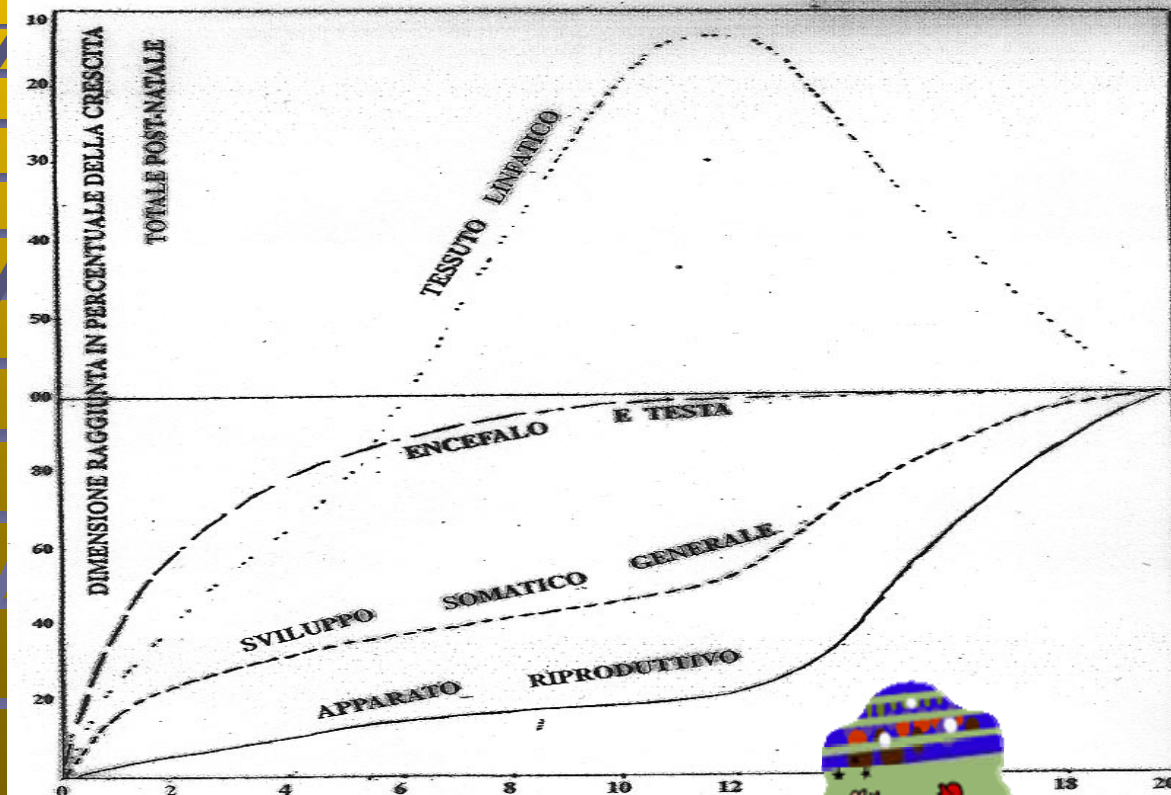 DIMENSIONE RAGGIUNTA IN PERCENTUALE DELLA CRESCITA
TOTALE POST-NATALE
10
20
30
40
50
00
80
60
40
20
TESSUTO LINFATICO
ENCEFALO E TESTA
SVILUPPO SOMATICO GENERALE
APPARATO RIPRODUTTIVO
0 2 4 6 8 10 12 18 20